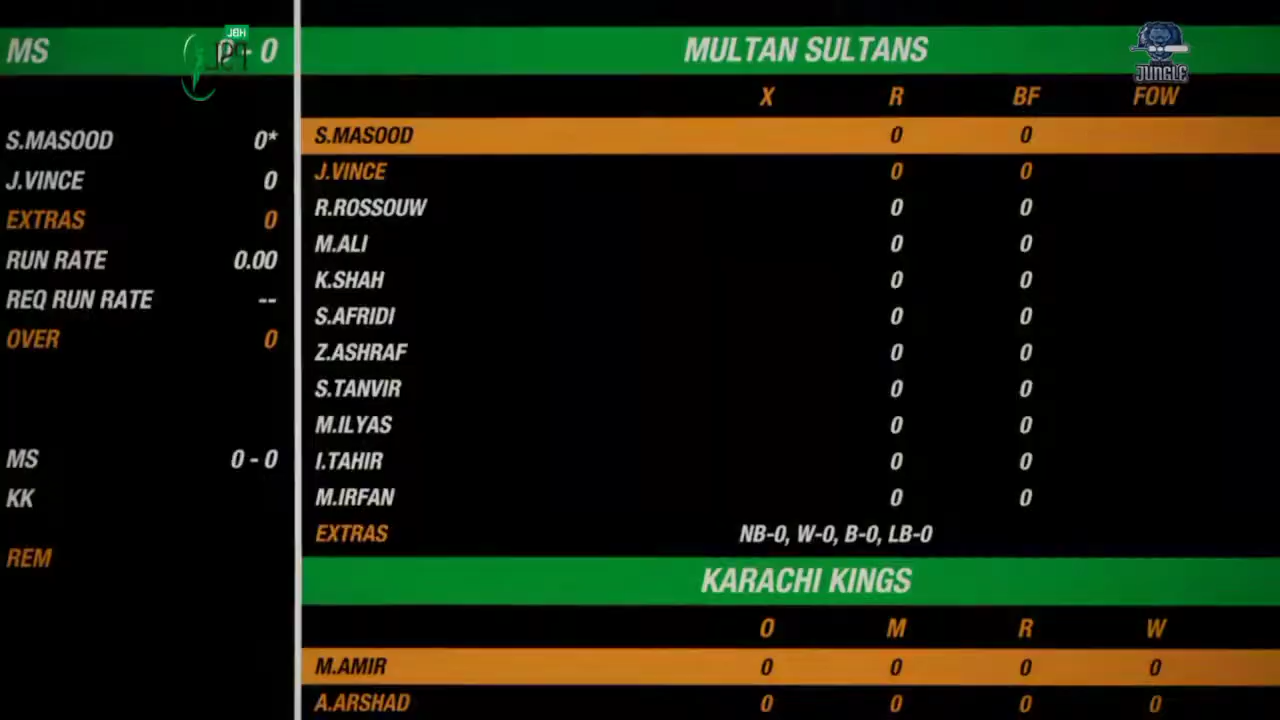 MS 0 - 0
S.MASOOD 0*
J.VINCE 0
EXTRAS 0
RUN RATE 0.00
REQ RUN RATE --
OVER 0
MS 0 - 0
KK
REM
HBL
PSL
JUNGLE
MULTAN SULTANS
X R BF FOW
S.MASOOD 0 0
J.VINCE 0 0
R.ROSSOUW 0 0
M.ALI 0 0
K.SHAH 0 0
S.AFRIDI 0 0
Z.ASHRAF 0 0
S.TANVIR 0 0
M.ILYAS 0 0
I.TAHIR 0 0
M.IRFAN 0 0
EXTRAS NB-0, W-0, B-0, LB-0
KARACHI KINGS
O M R W
M.AMIR 0 0 0 0
A.ARSHAD 0 0 0 0